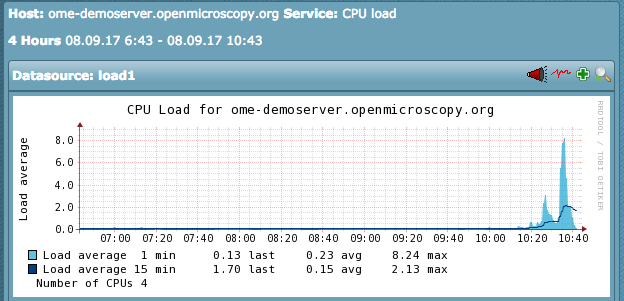 Host: ome-demoserver.openmicroscopy.org Service: CPU load
4 Hours 08.09.17 6:43 - 08.09.17 10:43
Datasource: load1
CPU Load for ome-demoserver.openmicroscopy.org
RRDTOOL / TOBI OETIKER
Load average
8.0
6.0
4.0
2.0
0.0
07:00 07:20 07:40 08:00 08:20 08:40 09:00 09:20 09:40 10:00 10:20 10:40
Load average 1 min 0.13 last 0.23 avg 8.24 max
Load average 15 min 1.70 last 0.15 avg 2.13 max
Number of CPUs 4